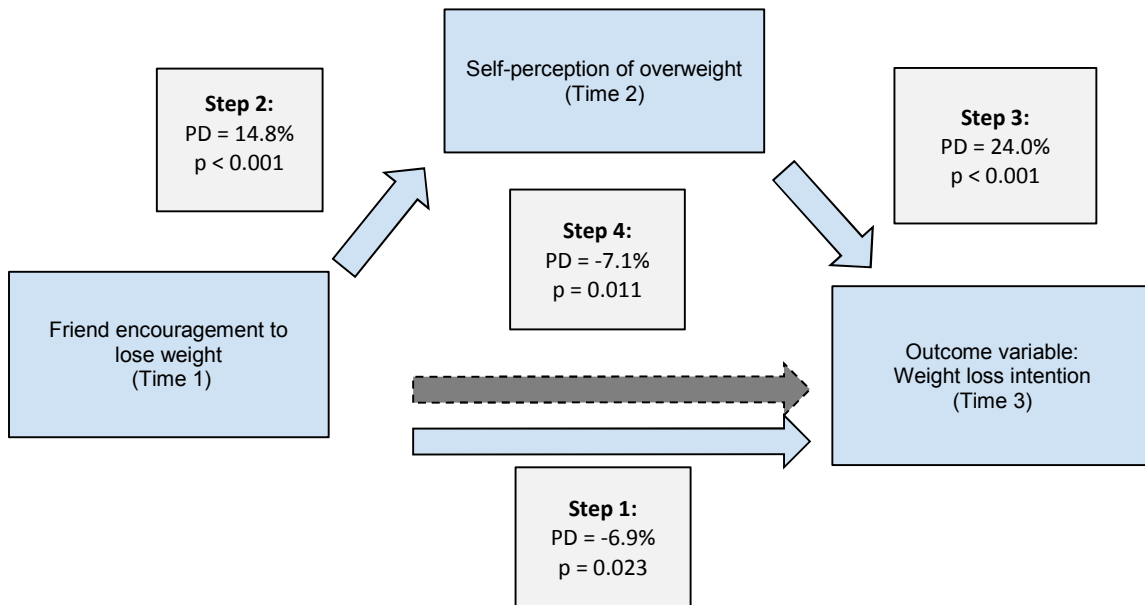 Self-perception of overweight
(Time 2)
Step 2:
PD = 14.8%
p < 0.001
Step 3:
PD = 24.0%
p < 0.001
Step 4:
PD = -7.1%
p = 0.011
Friend encouragement to
lose weight
(Time 1)
Outcome variable:
Weight loss intention
(Time 3)
Step 1:
PD = -6.9%
p = 0.023